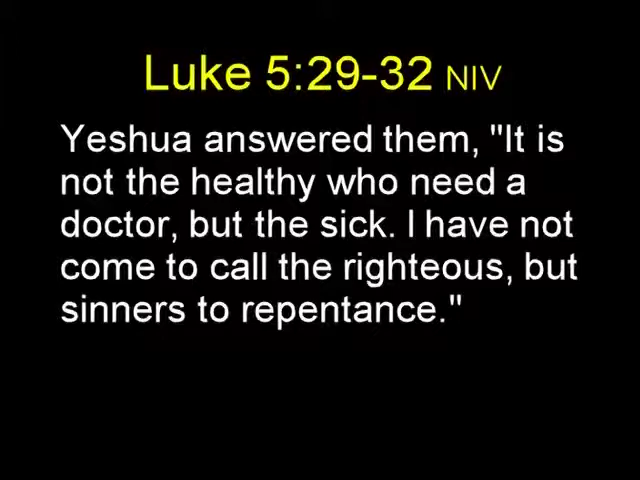 Luke 5:29-32 NIV
Yeshua answered them, "It is
not the healthy who need a
doctor, but the sick. I have not
come to call the righteous, but
sinners to repentance."